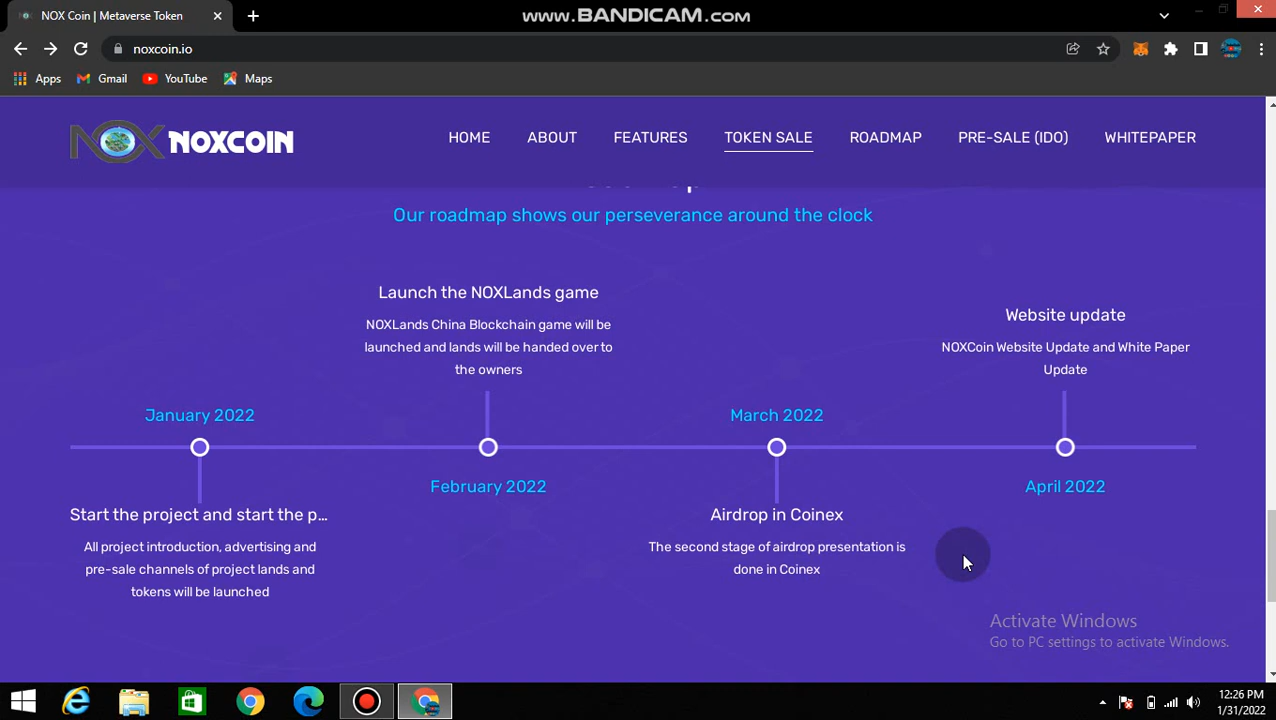 NOX Coin | Metaverse Token
www.BANDICAM.com
noxcoin.io
Apps
Gmail
YouTube
Maps
NOX NOXCOIN
HOME
ABOUT
FEATURES
TOKEN SALE
ROADMAP
PRE-SALE (IDO)
WHITEPAPER
Our roadmap shows our perseverance around the clock
Launch the NOXLands game
NOXLands China Blockchain game will be
launched and lands will be handed over to
the owners
Website update
NOXCoin Website Update and White Paper
Update
January 2022
March 2022
February 2022
April 2022
Start the project and start the p...
All project introduction, advertising and
pre-sale channels of project lands and
tokens will be launched
Airdrop in Coinex
The second stage of airdrop presentation is
done in Coinex
Activate Windows
Go to PC settings to activate Windows.
12:26 PM
1/31/2022